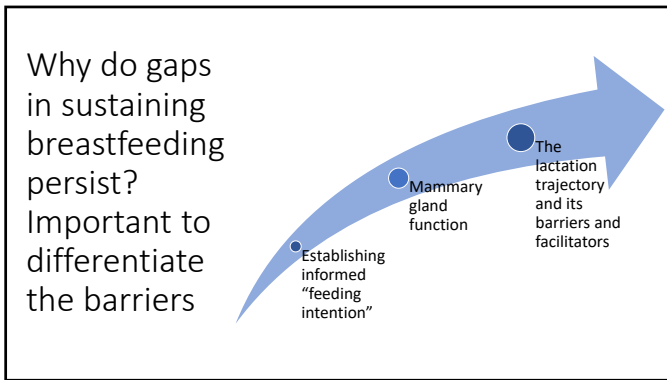 Why do gaps
in sustaining
breastfeeding
persist?
Important to
differentiate
the barriers
Establishing
informed
“feeding
intention”
Mammary
gland
function
The
lactation
trajectory
and its
barriers and
facilitators